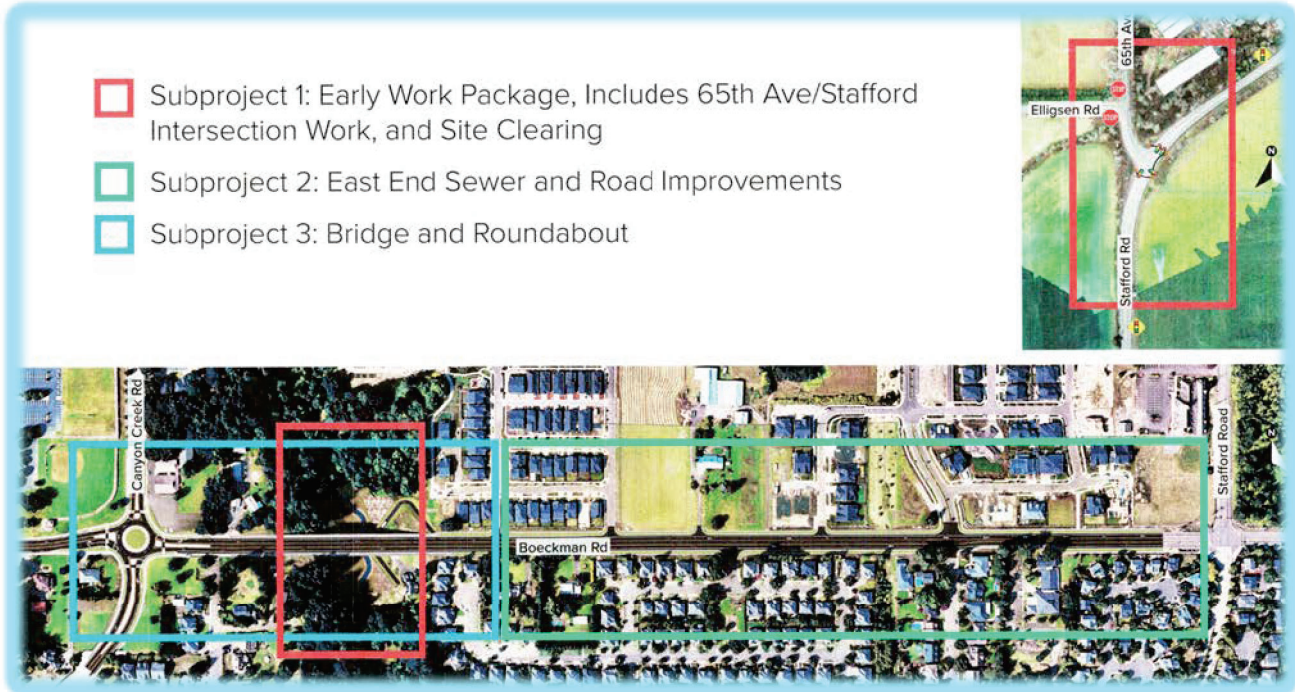 Subproject 1: Early Work Package, Includes 65th Ave/Stafford
Intersection Work, and Site Clearing
Subproject 2: East End Sewer and Road Improvements
Subproject 3: Bridge and Roundabout
65th Ave
Elligsen Rd
STOP
STOP
N
Stafford Rd
Canyon Creek Rd
Stafford Road
Boeckman Rd